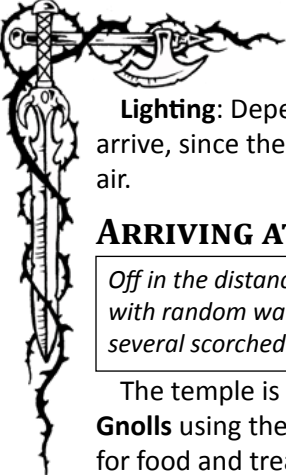 Lighting: Depe
arrive, since the
air.
ARRIVING AT
Off in the distanc
with random wa
several scorched
The temple is
Gnolls using the
for food and trea